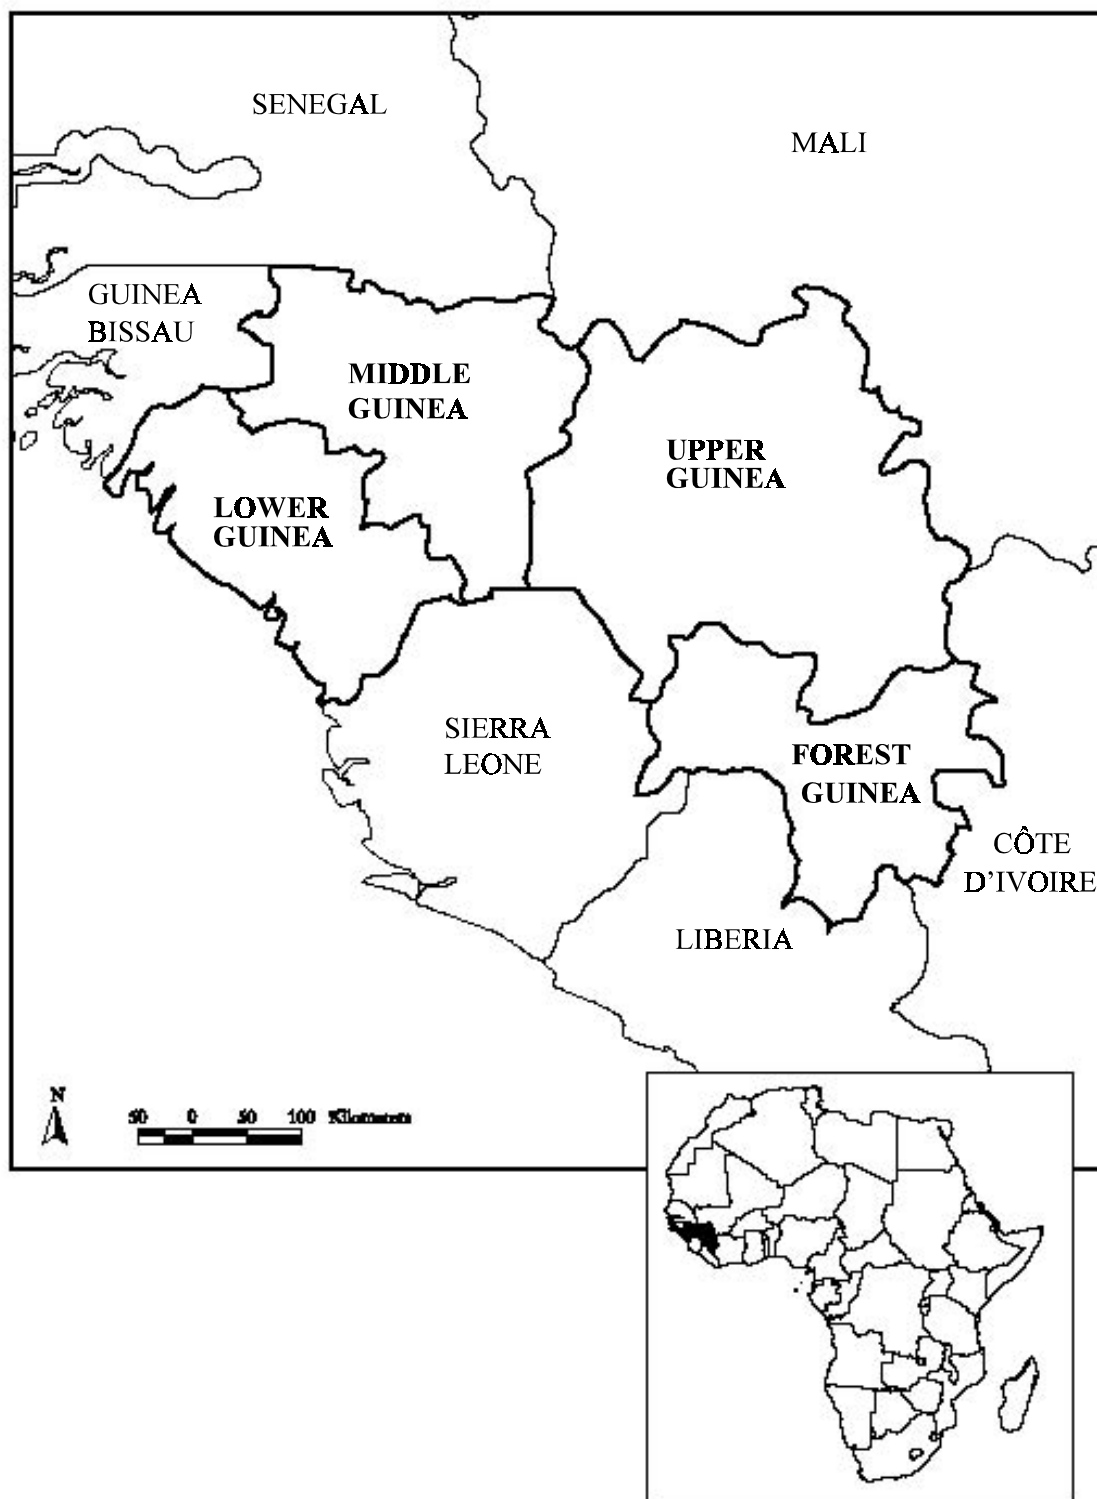 SENEGAL
MALI
GUINEA
BISSAU
MIDDLE
GUINEA
UPPER
GUINEA
LOWER
GUINEA
SIERRA
LEONE
FOREST
GUINEA
CÔTE
D'IVOIRE
LIBERIA
N
50 0 50 100 Kilometers